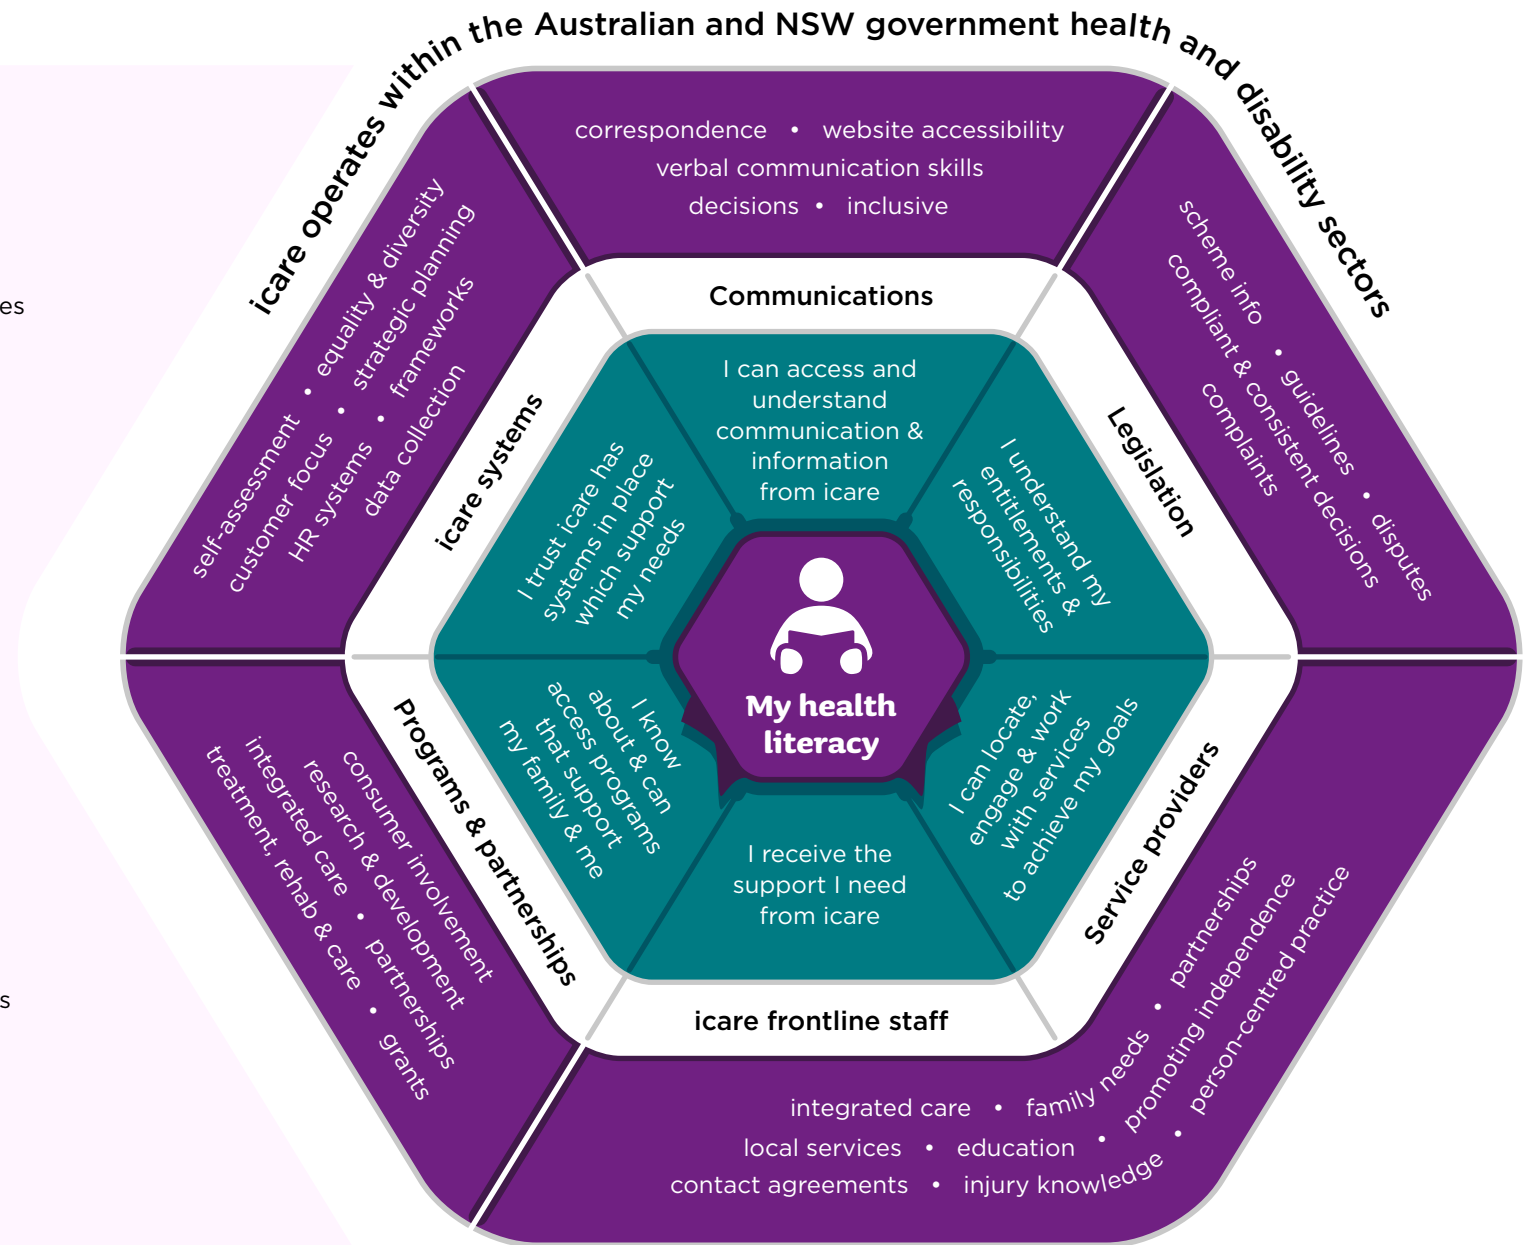 icare operates within the Australian and NSW government health and disability sectors
es
s
correspondence • website accessibility
verbal communication skills
decisions • inclusive
Communications
I can access and
understand
communication &
information
from icare
scheme info • guidelines • disputes
compliant & consistent decisions
complaints
Legislation
I understand my
entitlements &
responsibilities
Service providers
I can locate,
engage & work
with services
to achieve my goals
integrated care • family needs • partnerships
local services • education • promoting independence
contact agreements • injury knowledge • person-centred practice
icare frontline staff
I receive the
support I need
from icare
Programs & partnerships
I know
about & can
access programs
that support
my family & me
consumer involvement
research & development
integrated care • partnerships
treatment, rehab & care • grants
icare systems
I trust icare has
systems in place
which support
my needs
self-assessment • equality & diversity
customer focus • strategic planning
HR systems • frameworks
data collection
My health
literacy